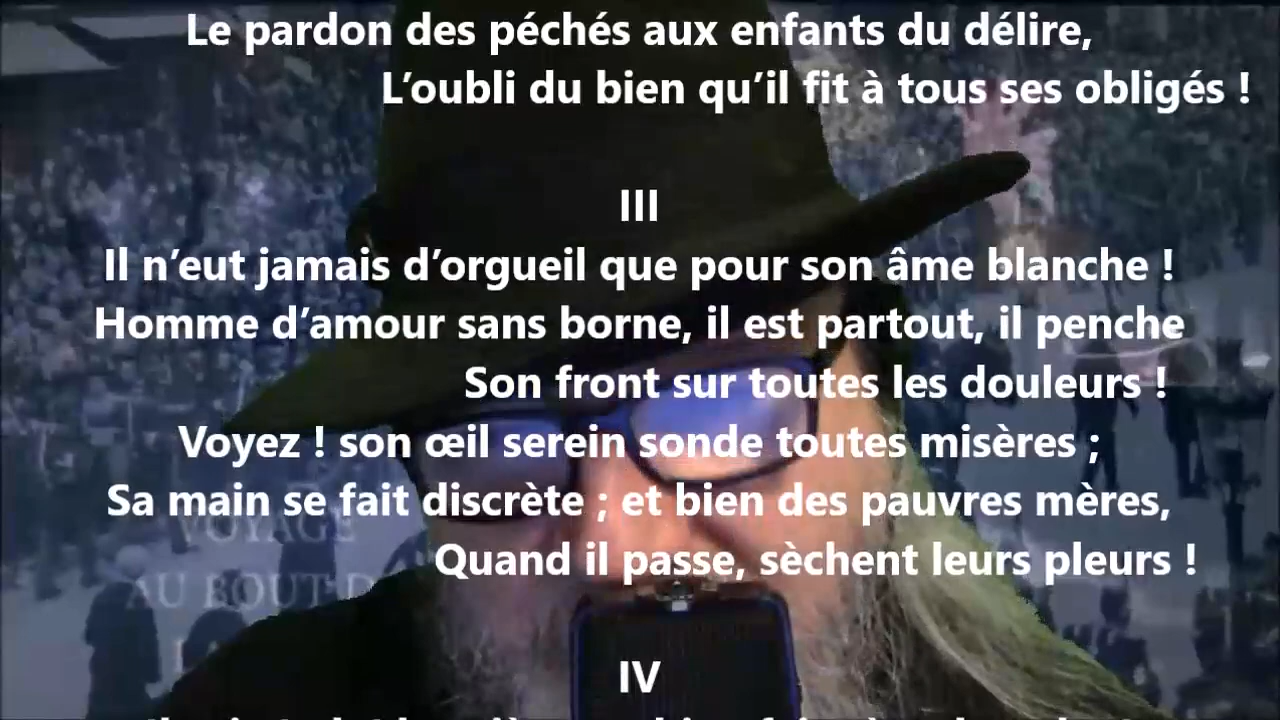 Le pardon des péchés aux enfants du délire,
L’oubli du bien qu’il fit à tous ses obligés !
III
Il n’eut jamais d’orgueil que pour son âme blanche !
Homme d’amour sans borne, il est partout, il penche
Son front sur toutes les douleurs !
Voyez ! son œil serein sonde toutes misères ;
Sa main se fait discrète ; et bien des pauvres mères,
VOYAGE
Quand il passe, sèchent leurs pleurs !
AU BOUT D
IV